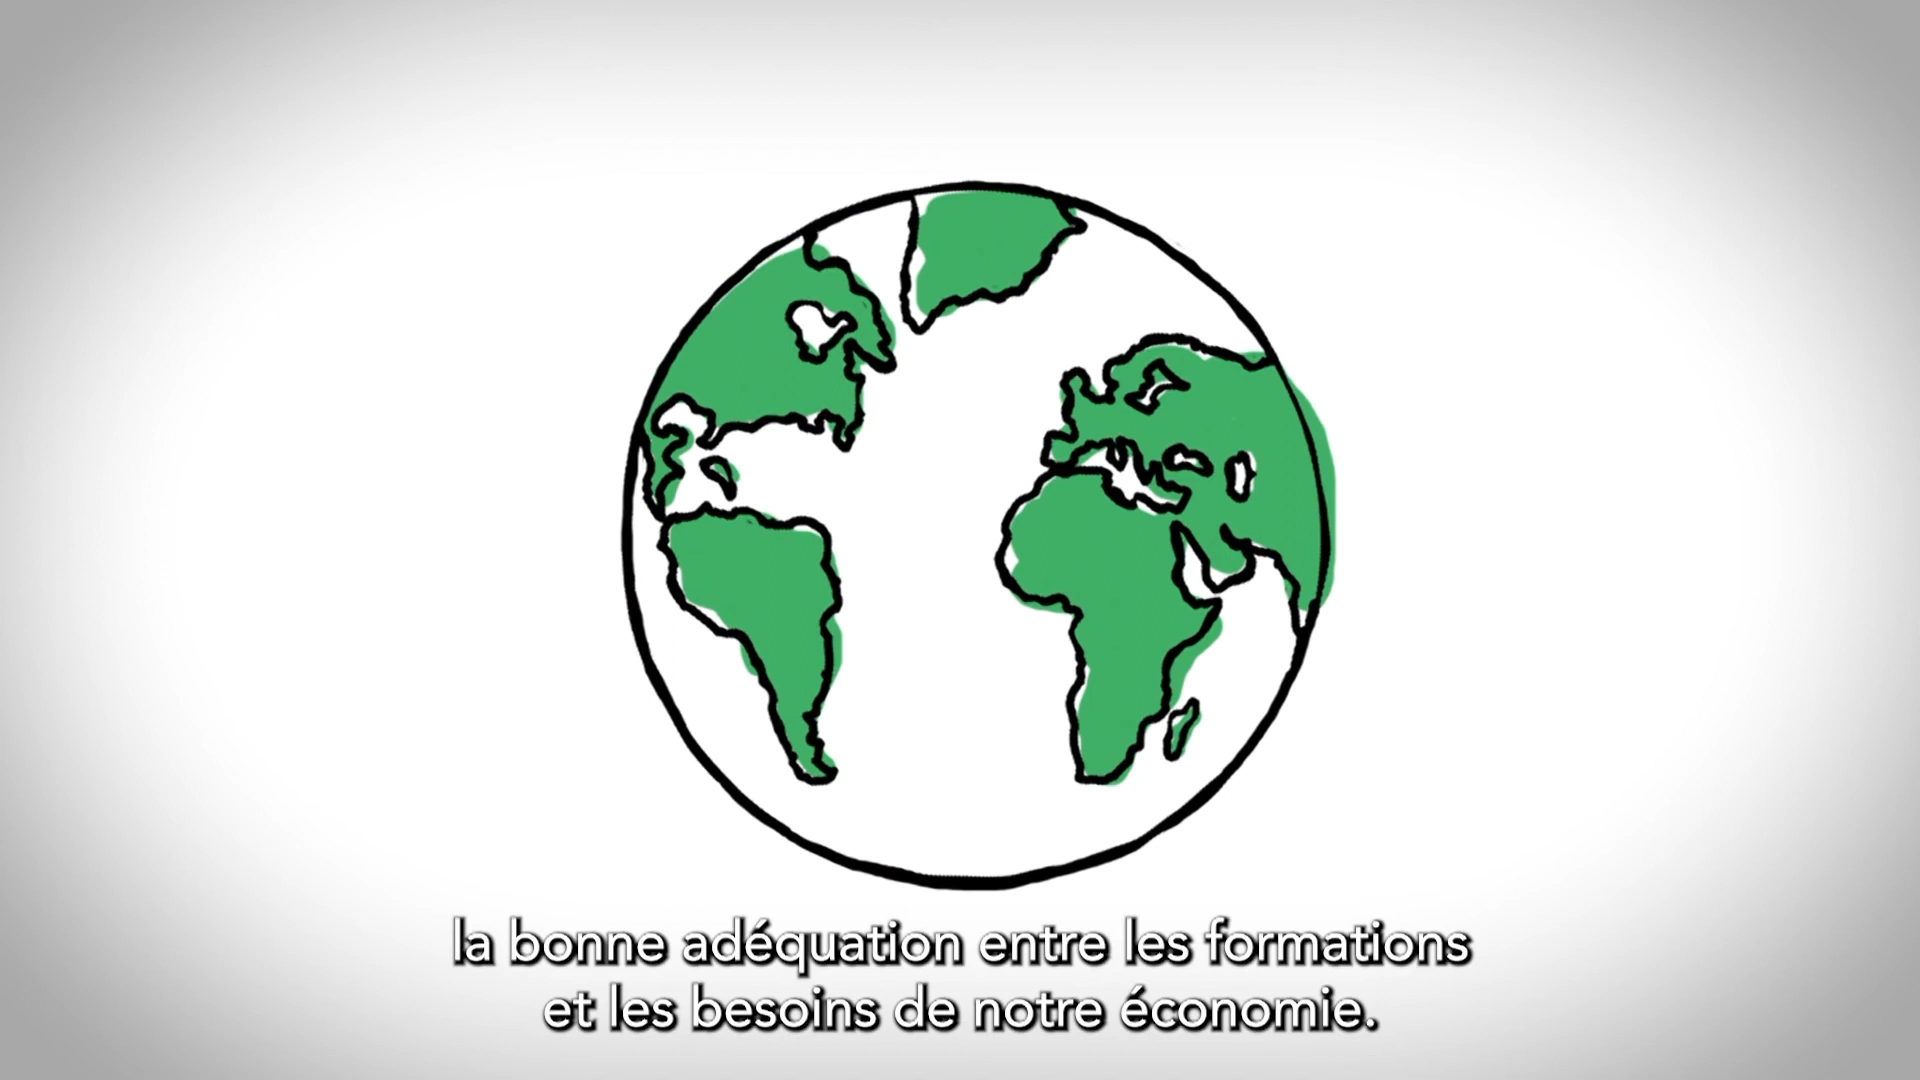 la bonne adéquation entre les formations
et les besoins de notre économie.